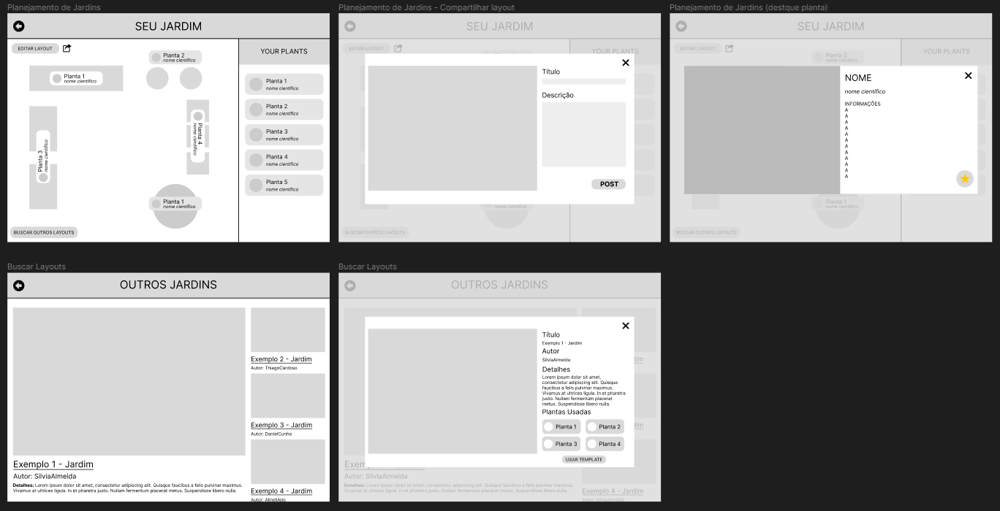 Planejamento de Jardins
SEU JARDIM
EDITAR LAYOUT
Planta 1
nome científico
Planta 2
nome científico
Planta 3
nome científico
Planta 4
nome científico
Planta 1
nome científico
BUSCAR OUTROS LAYOUTS
YOUR PLANTS
Planta 1
nome científico
Planta 2
nome científico
Planta 3
nome científico
Planta 4
nome científico
Planta 5
nome científico
Planejamento de Jardins - Compartilhar layout
SEU JARDIM
EDITAR LAYOUT
YOUR PLANTS
Título
Descrição
POST
nome científico
BUSCAR OUTROS LAYOUTS
Planejamento de Jardins (destque planta)
SEU JARDIM
EDITAR LAYOUT
Planta 2
YOUR PLANTS
NOME
nome científico
INFORMAÇÕES
A
A
A
A
A
A
A
A
A
A
A
A
Planta 1
nome científico
BUSCAR OUTROS LAYOUTS
Buscar Layouts
OUTROS JARDINS
Exemplo 1 - Jardim
Autor: SilviaAlmeida
Detalhes: Lorem ipsum dolor sit amet, consectetur adipiscing elit. Quisque faucibus a felis pulvinar maximus.
Vivamus at ultrices ligula. In et pharetra justo. Nullam fermentum placerat metus. Suspendisse libero nulla.
Exemplo 2 - Jardim
Autor: ThiagoCardoso
Exemplo 3 - Jardim
Autor: DanielCunha
Exemplo 4 - Jardim
Autor: AlineMelo
Buscar Layouts
OUTROS JARDINS
Título
Exemplo 1 - Jardim
Autor
SilviaAlmeida
Detalhes
Lorem ipsum dolor sit amet,
consectetur adipiscing elit. Quisque
faucibus a felis pulvinar maximus.
Vivamus at ultrices ligula. In et pharetra
justo. Nullam fermentum placerat
metus. Suspendisse libero nulla.
Plantas Usadas
Planta 1
Planta 2
Planta 3
Planta 4
USAR TEMPLATE
dim
dim
Exemplo 1 - Jardim
Autor: SilviaAlmeida
Detalhes: Lorem ipsum dolor sit amet, consectetur adipiscing elit. Quisque faucibus a felis pulvinar maximus.
Vivamus at ultrices ligula. In et pharetra justo. Nullam fermentum placerat metus. Suspendisse libero nulla.
Exemplo 4 - Jardim
Autor: SilviaAlmeida